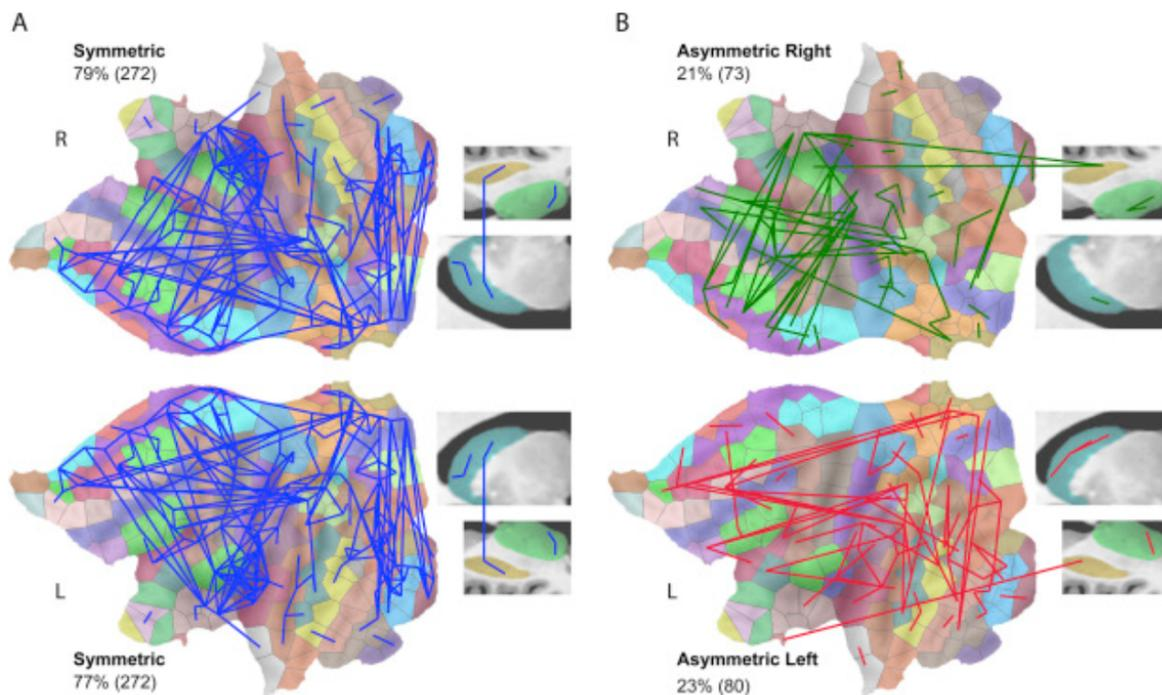 A
B
Symmetric
79% (272)
Asymmetric Right
21% (73)
R
R
L
L
Symmetric
77% (272)
Asymmetric Left
23% (80)